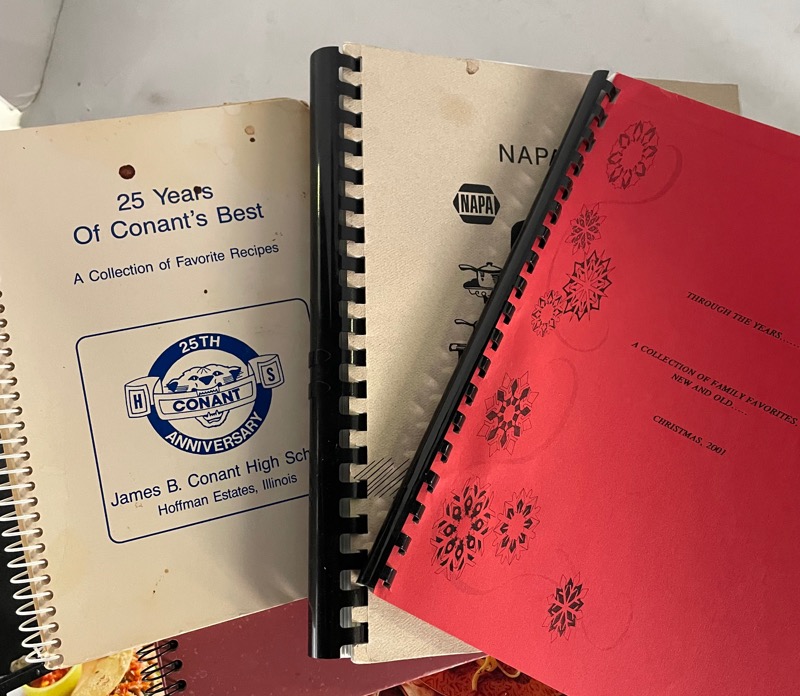 25 Years
Of Conant's Best
A Collection of Favorite Recipes
25TH
H S
CONANT
ANNIVERSARY
James B. Conant High Sch
Hoffman Estates, Illinois
NAPA
NAPA
THROUGH THE YEARS.....
A COLLECTION OF FAMILY FAVORITES,
NEW AND OLD.....
CHRISTMAS, 2001